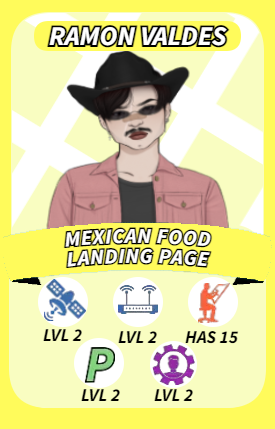 RAMON VALDES
MEXICAN FOOD
LANDING PAGE
LVL 2
LVL 2
HAS 15
P
LVL 2
LVL 2